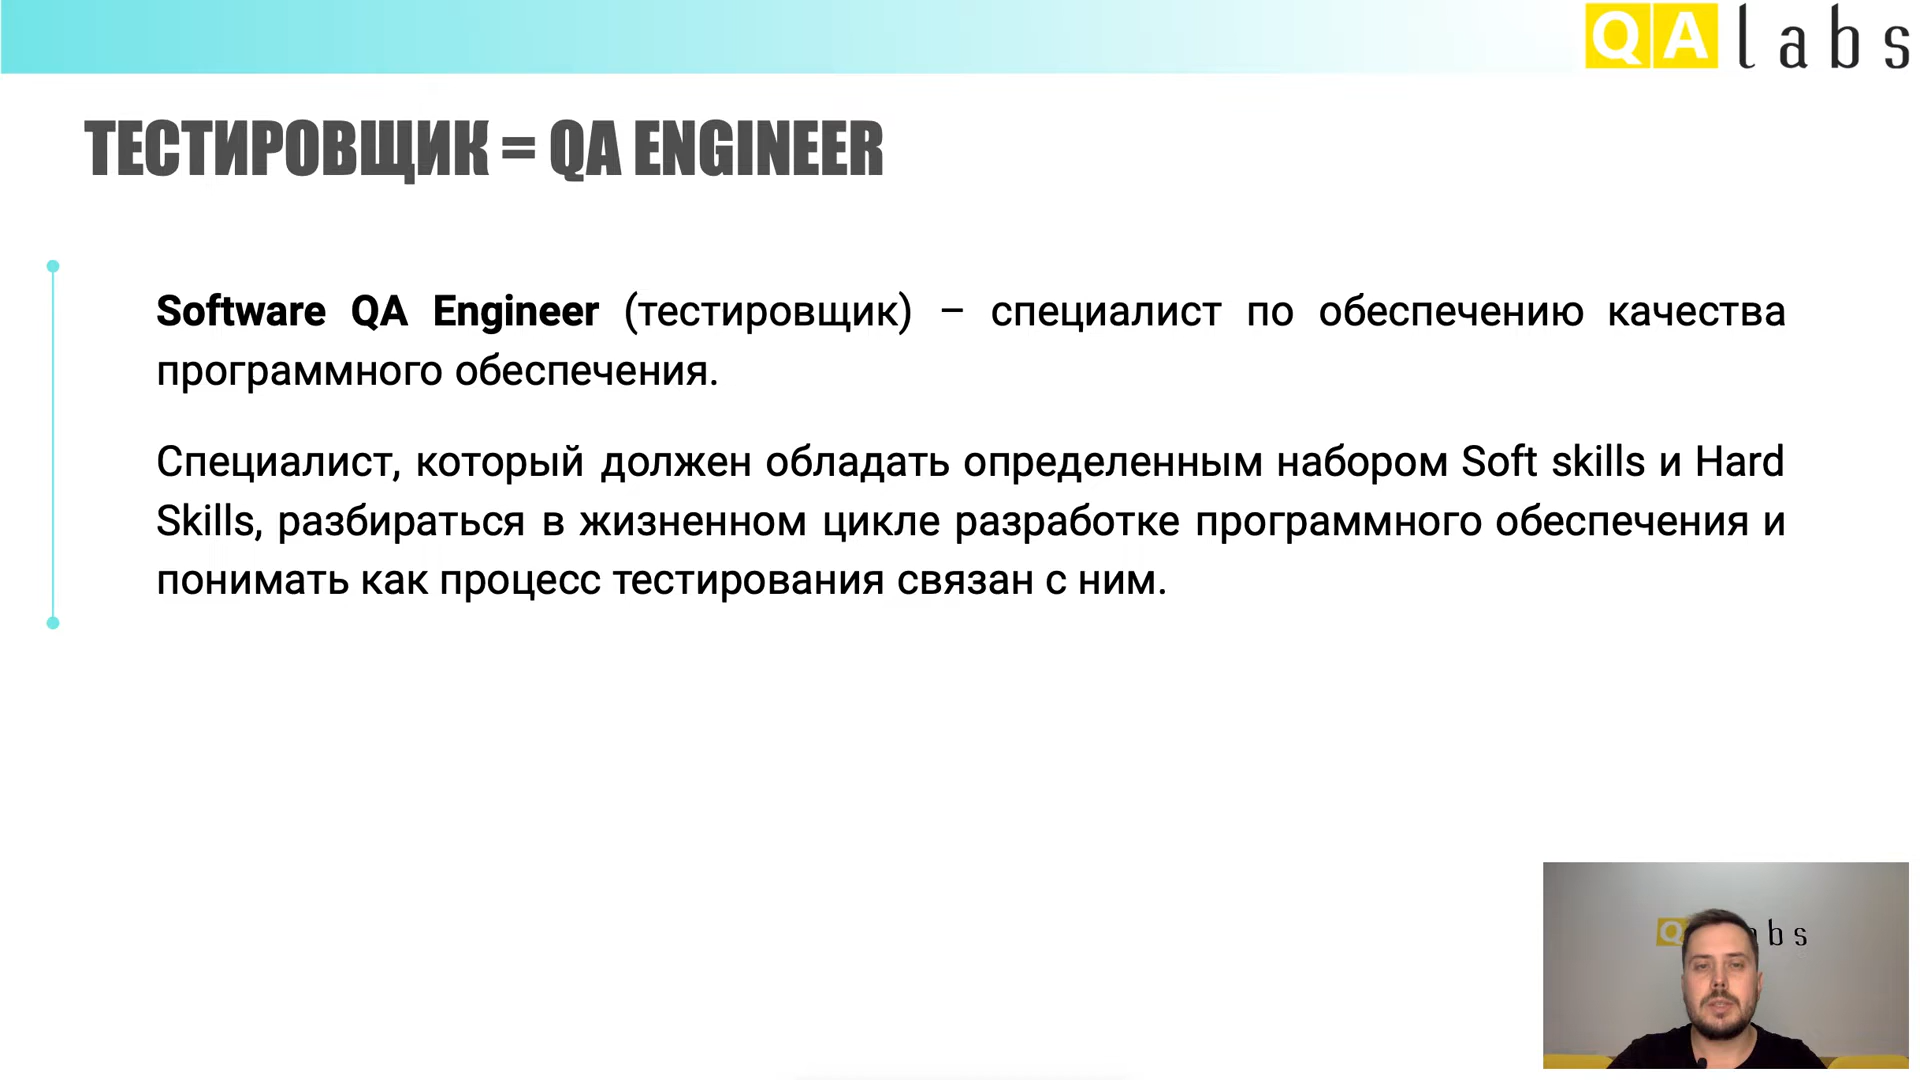 QA labs
ТЕСТИРОВЩИК = QA ENGINEER
Software QA Engineer (тестировщик) – специалист по обеспечению качества
программного обеспечения.
Специалист, который должен обладать определенным набором Soft skills и Hard
Skills, разбираться в жизненном цикле разработке программного обеспечения и
понимать как процесс тестирования связан с ним.
Q bs